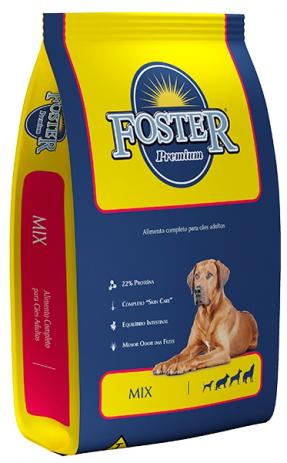 FOSTER
Premium
Alimento completo para cães adultos
22% Proteína
Completo "Skin Care"
Equilíbrio Intestinal
Menor Odor das Fezes
MIX
FOSTER
Premium
MIX
Alimento Completo
para Cães Adultos